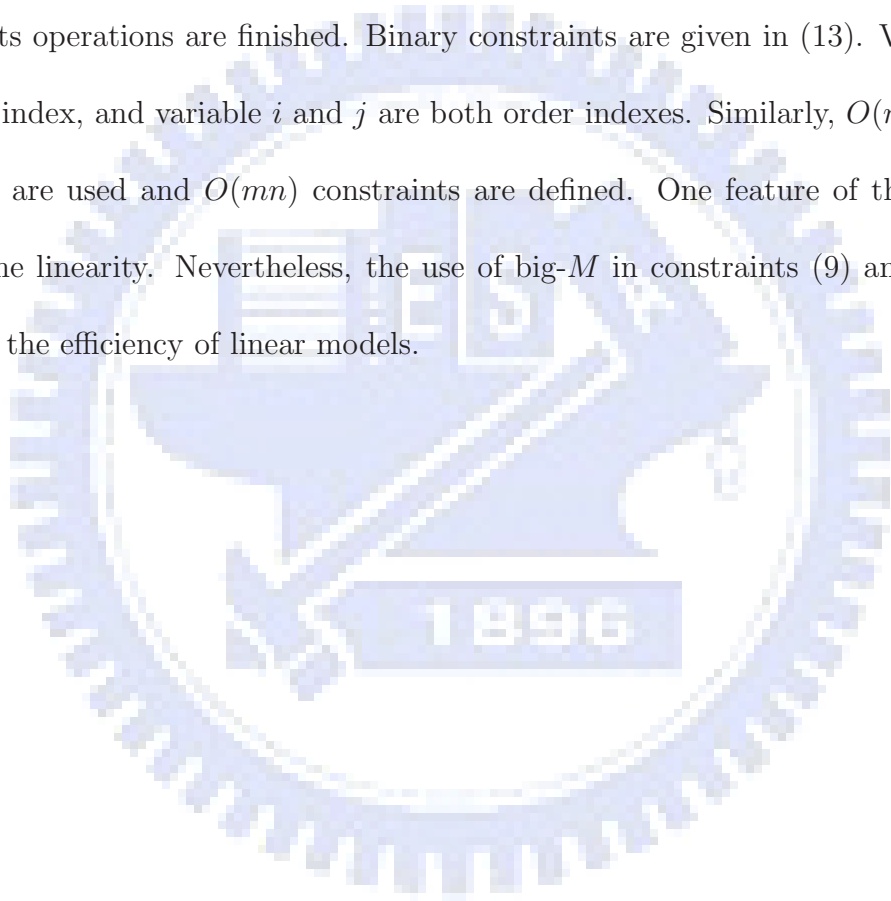 ts operations are finished. Binary constraints are given in (13). V
index, and variable i and j are both order indexes. Similarly, O(
are used and O(mn) constraints are defined. One feature of th
ne linearity. Nevertheless, the use of big-M in constraints (9) an
the efficiency of linear models.
E S
1896